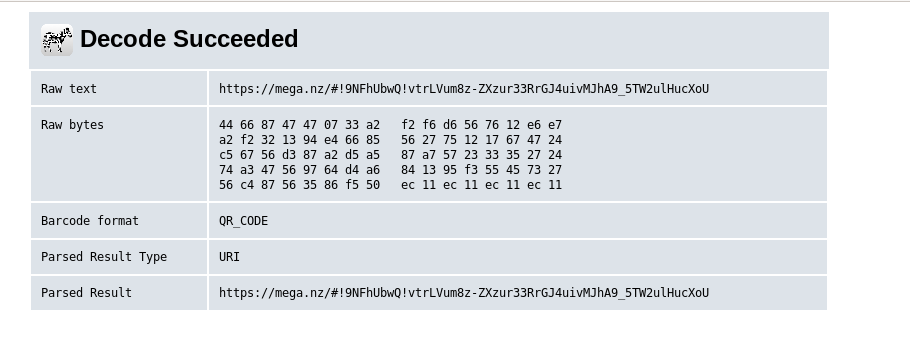 Decode Succeeded
Raw text https://mega.nz/#!9NFhUbwQ!vtrLVum8z-ZXzur33RrGJ4uivMJhA9_5TW2ulHucXoU
Raw bytes 44 66 87 47 47 07 33 a2 f2 f6 d6 56 76 12 e6 e7
a2 f2 32 13 94 e4 66 85 56 27 75 12 17 67 47 24
c5 67 56 d3 87 a2 d5 a5 87 a7 57 23 33 35 27 24
74 a3 47 56 97 64 d4 a6 84 13 95 f3 55 45 73 27
56 c4 87 56 35 86 f5 50 ec 11 ec 11 ec 11 ec 11
Barcode format QR_CODE
Parsed Result Type URI
Parsed Result https://mega.nz/#!9NFhUbwQ!vtrLVum8z-ZXzur33RrGJ4uivMJhA9_5TW2ulHucXoU